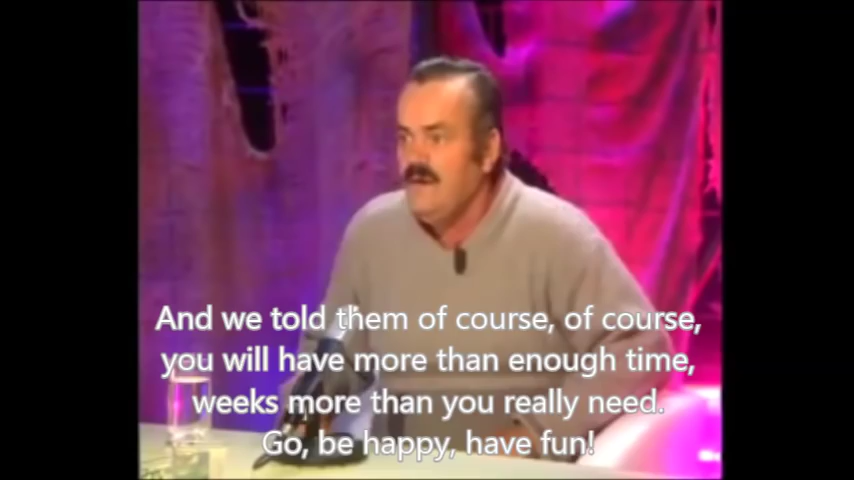 And we told them of course, of course,
you will have more than enough time,
weeks more than you really need.
Go, be happy, have fun!